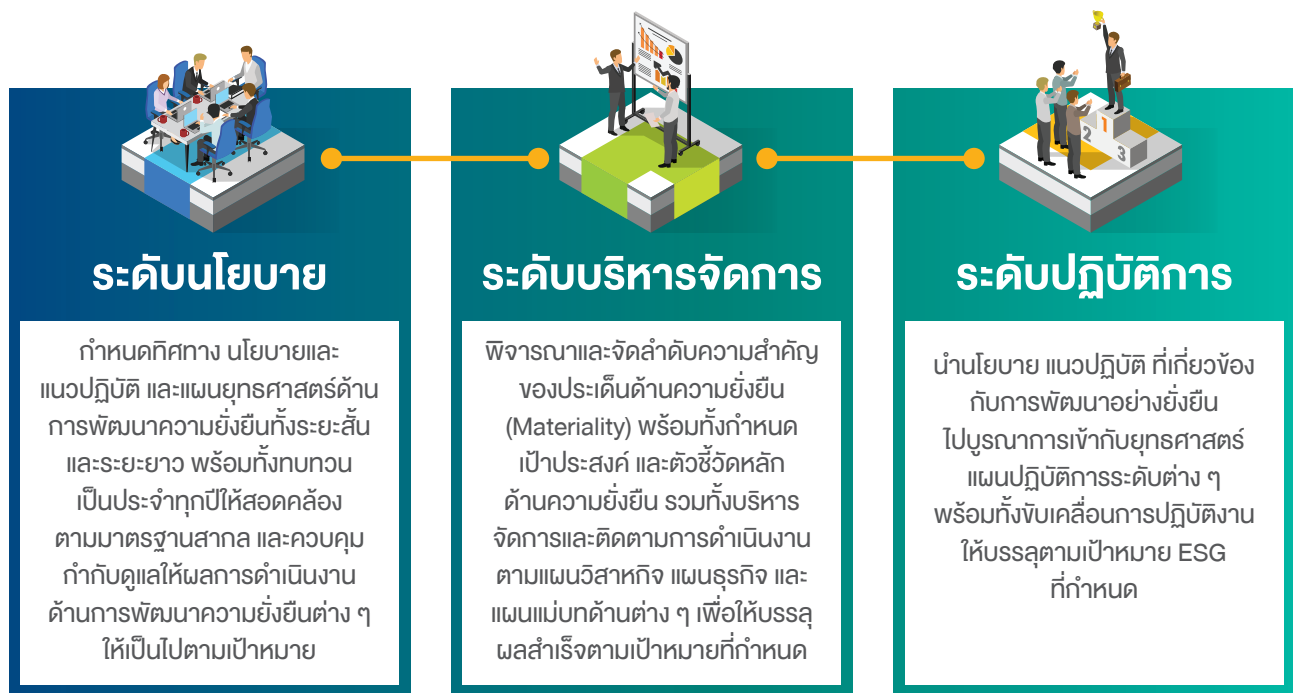 ระดับนโยบาย
กำหนดทิศทาง นโยบายและ
แนวปฏิบัติ และแผนยุทธศาสตร์ด้าน
การพัฒนาความยั่งยืนทั้งระยะสั้น
และระยะยาว พร้อมทั้งทบทวน
เป็นประจำทุกปีให้สอดคล้อง
ตามมาตรฐานสากล และควบคุม
กำกับดูแลให้ผลการดำเนินงาน
ด้านการพัฒนาความยั่งยืนต่าง ๆ
ให้เป็นไปตามเป้าหมาย
ระดับบริหารจัดการ
พิจารณาและจัดลำดับความสำคัญ
ของประเด็นด้านความยั่งยืน
(Materiality) พร้อมทั้งกำหนด
เป้าประสงค์ และตัวชี้วัดหลัก
ด้านความยั่งยืน รวมทั้งบริหาร
จัดการและติดตามการดำเนินงาน
ตามแผนวิสาหกิจ แผนธุรกิจ และ
แผนแม่บทด้านต่าง ๆ เพื่อให้บรรลุ
ผลสำเร็จตามเป้าหมายที่กำหนด
2
1
3
ระดับปฏิบัติการ
นำนโยบาย แนวปฏิบัติ ที่เกี่ยวข้อง
กับการพัฒนาอย่างยั่งยืน
ไปบูรณาการเข้ากับยุทธศาสตร์
แผนปฏิบัติการระดับต่าง ๆ
พร้อมทั้งขับเคลื่อนการปฏิบัติงาน
ให้บรรลุตามเป้าหมาย ESG
ที่กำหนด